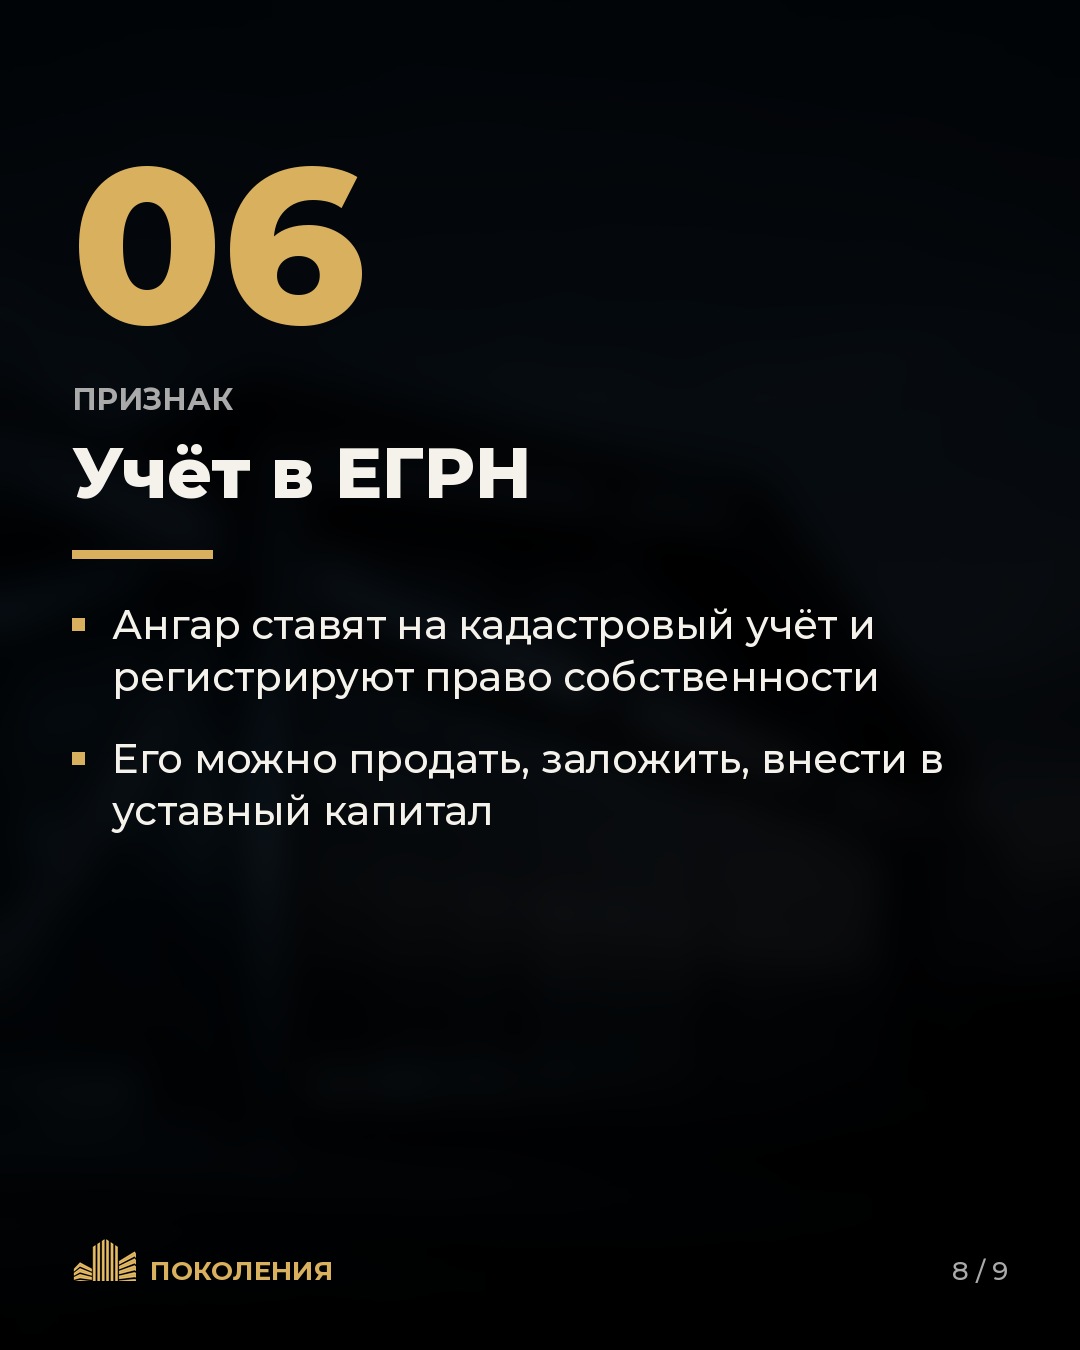 06
ПРИЗНАК
Учёт в ЕГРН
Ангар ставят на кадастровый учёт и
регистрируют право собственности
Его можно продать, заложить, внести в
уставный капитал
ПОКОЛЕНИЯ
8 / 9